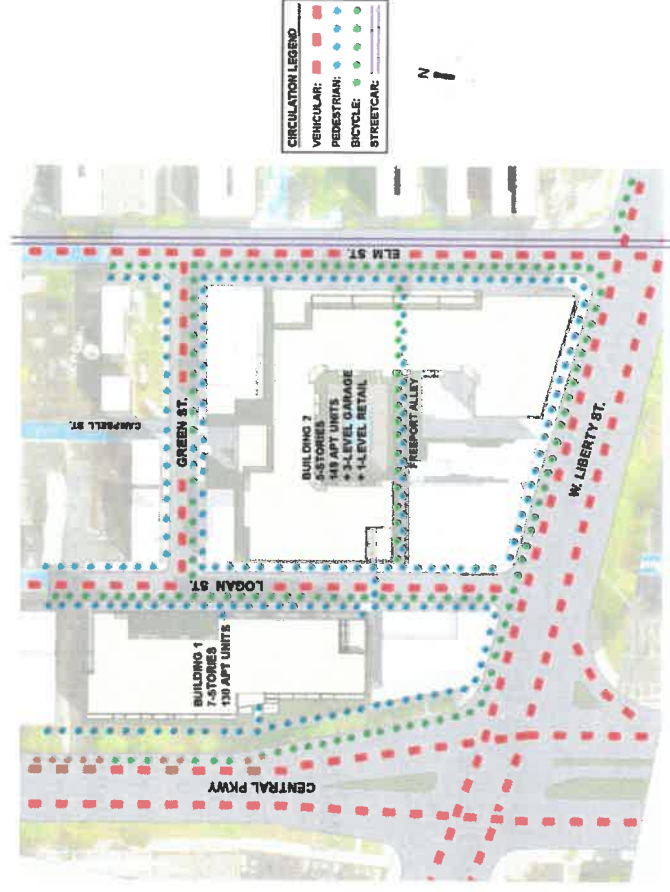 CIRCULATION LEGEND
VEHICULAR:
PEDESTRIAN:
BICYCLE:
STREETCAR:
N
ELM ST.
CAMPBELL ST.
GREEN ST.
BUILDING 2
5-STORIES
149 APT UNITS
+ 3-LEVEL GARAGE
+ 1-LEVEL RETAIL
FREEPORT ALLEY
W. LIBERTY ST.
LOGAN ST.
BUILDING 1
7-STORIES
130 APT UNITS
CENTRAL PKWY